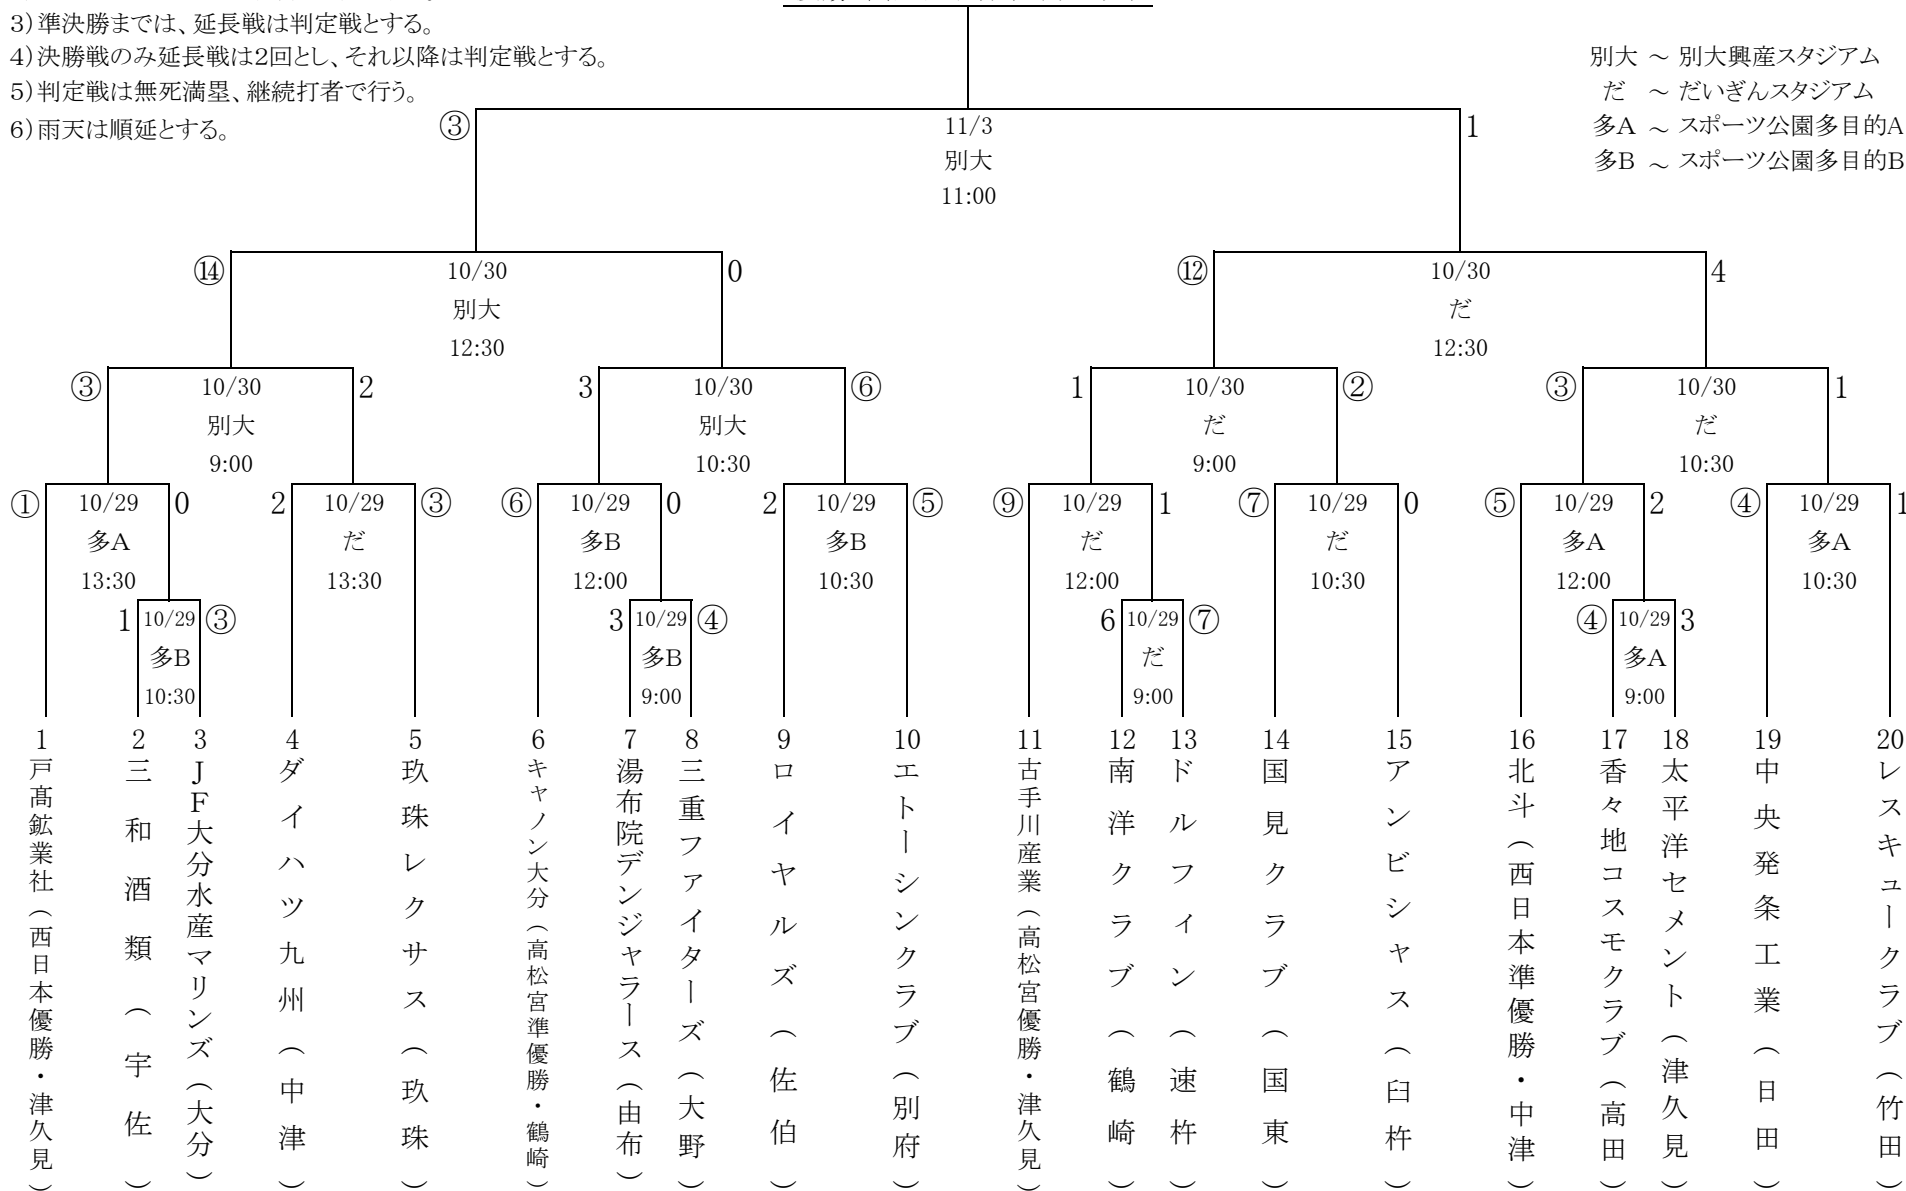 3)準決勝までは、延長戦は判定戦とする。
4)決勝戦のみ延長戦は2回とし、それ以降は判定戦とする。
5)判定戦は無死満塁、継続打者で行う。
6)雨天は順延とする。
別大 ～ 別大興産スタジアム
だ ～ だいぎんスタジアム
多A ～ スポーツ公園多目的A
多B ～ スポーツ公園多目的B
③ 11/3 1
別大
11:00
⑭ 10/30 0 ⑫ 10/30 4
別大 だ
12:30 12:30
③ 10/30 2 3 10/30 ⑥ 1 10/30 ② ③ 10/30 1
別大 別大 だ だ
9:00 10:30 9:00 10:30
① 10/29 0 2 10/29 ③ ⑥ 10/29 0 2 10/29 ⑤ ⑨ 10/29 1 ⑦ 10/29 0 ⑤ 10/29 2 ④ 10/29 1
多A だ 多B 多B だ だ 多A 多A
13:30 13:30 12:00 10:30 12:00 10:30 12:00 10:30
1 10/29 ③ 3 10/29 ④ 6 10/29 ⑦ ④ 10/29 3
多B 多B だ 多A
10:30 9:00 9:00 9:00
1 戸髙鉱業社(西日本優勝・津久見)
2 三和酒類(宇佐)
3 JF大分水産マリンズ(大分)
4 ダイハツ九州(中津)
5 玖珠レクサス(玖珠)
6 キャノン大分(高松宮準優勝・鶴崎)
7 湯布院デンジャラース(由布)
8 三重ファイターズ(大野)
9 ロイヤルズ(佐伯)
10 エトーシンクラブ(別府)
11 古手川産業(高松宮優勝・津久見)
12 南洋クラブ(鶴崎)
13 ドルフィン(速杵)
14 国見クラブ(国東)
15 アンビシャス(臼杵)
16 北斗(西日本準優勝・中津)
17 香々地コスモクラブ(高田)
18 太平洋セメント(津久見)
19 中央発条工業(日田)
20 レスキュークラブ(竹田)